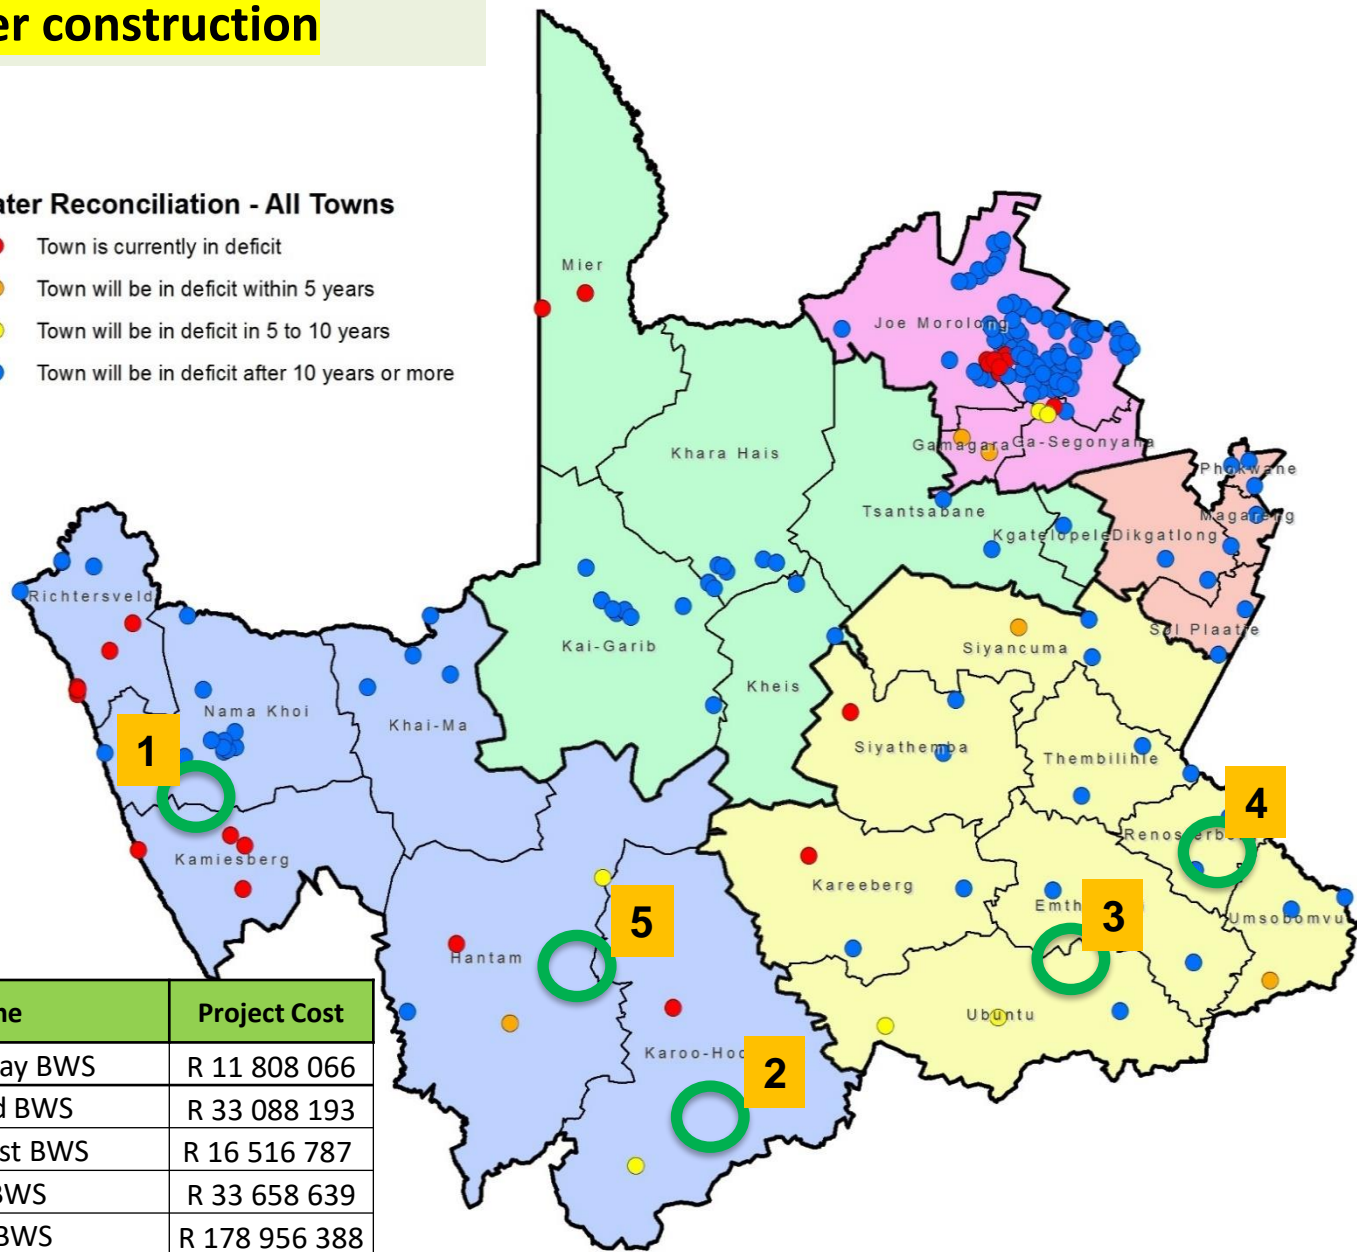 er construction
ater Reconciliation - All Towns
Town is currently in deficit
Town will be in deficit within 5 years
Town will be in deficit in 5 to 10 years
Town will be in deficit after 10 years or more
Mier
Joe Morolong
Khara Hais
Gamagara
Ga-Segonyana
Phokwane
Tsantsabane
Magareng
Kgatelopele
Dikgatlong
Richtersveld
Sol Plaatje
Kai-Garib
Siyancuma
Kheis
Nama Khoi
Khai-Ma
1
Siyathemba
Thembilihle
4
Renosterbe
Kamiesberg
Kareeberg
5
Emth
3
Umsobomvu
Hantam
Ubuntu
Karoo-Hoo
2
me Project Cost
ay BWS R 11 808 066
d BWS R 33 088 193
st BWS R 16 516 787
BWS R 33 658 639
BWS R 178 956 388